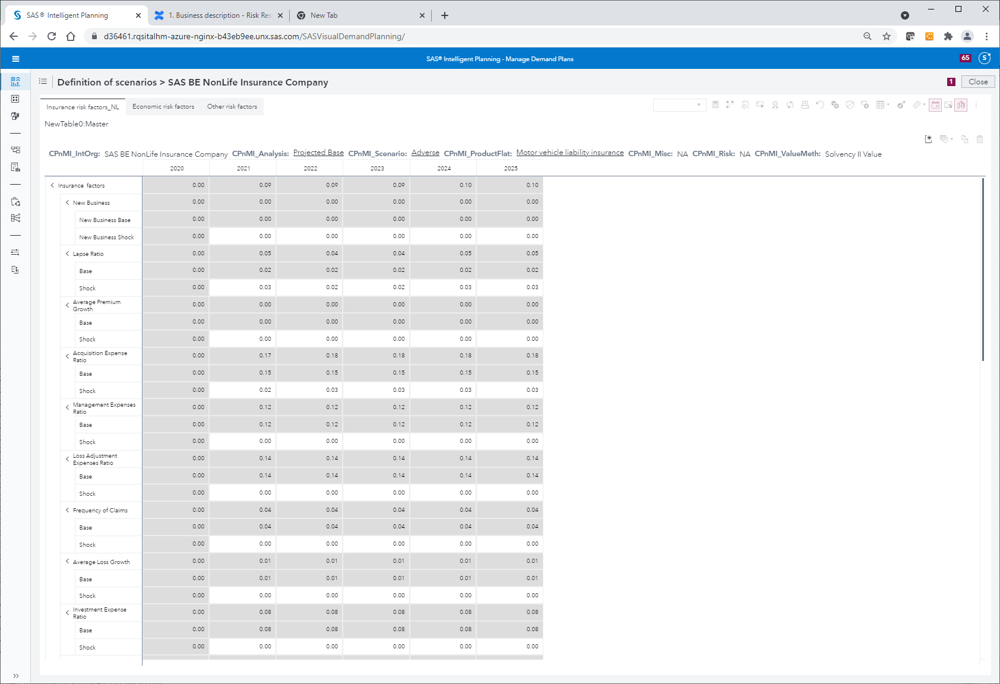 SAS® Intelligent Planning
1. Business description - Risk Res
New Tab
d36461.rqsitalhm-azure-nginx-b43eb9ee.unx.sas.com/SASVisualDemandPlanning/
SAS® Intelligent Planning - Manage Demand Plans
65
S
Definition of scenarios > SAS BE NonLife Insurance Company
1
Close
Insurance risk factors_NL Economic risk factors Other risk factors
NewTable0:Master
CPnMI_IntOrg: SAS BE NonLife Insurance Company CPnMI_Analysis: Projected Base CPnMI_Scenario: Adverse CPnMI_ProductFlat: Motor vehicle liability insurance CPnMI_Misc: NA CPnMI_Risk: NA CPnMI_ValueMeth: Solvency II Value
2020 2021 2022 2023 2024 2025
Insurance factors 0.00 0.09 0.09 0.09 0.10 0.10
New Business 0.00 0.00 0.00 0.00 0.00 0.00
New Business Base 0.00 0.00 0.00 0.00 0.00 0.00
New Business Shock 0.00 0.00 0.00 0.00 0.00 0.00
Lapse Ratio 0.00 0.05 0.04 0.04 0.05 0.05
Base 0.00 0.02 0.02 0.02 0.02 0.02
Shock 0.00 0.03 0.02 0.02 0.03 0.03
Average Premium Growth 0.00 0.00 0.00 0.00 0.00 0.00
Base 0.00 0.00 0.00 0.00 0.00 0.00
Shock 0.00 0.00 0.00 0.00 0.00 0.00
Acquisition Expense Ratio 0.00 0.17 0.18 0.18 0.18 0.18
Base 0.00 0.15 0.15 0.15 0.15 0.15
Shock 0.00 0.02 0.03 0.03 0.03 0.03
Management Expenses Ratio 0.00 0.12 0.12 0.12 0.12 0.12
Base 0.00 0.12 0.12 0.12 0.12 0.12
Shock 0.00 0.00 0.00 0.00 0.00 0.00
Loss Adjustment Expenses Ratio 0.00 0.14 0.14 0.14 0.14 0.14
Base 0.00 0.14 0.14 0.14 0.14 0.14
Shock 0.00 0.00 0.00 0.00 0.00 0.00
Frequency of Claims 0.00 0.04 0.04 0.04 0.04 0.04
Base 0.00 0.04 0.04 0.04 0.04 0.04
Shock 0.00 0.00 0.00 0.00 0.00 0.00
Average Loss Growth 0.00 0.01 0.01 0.01 0.01 0.01
Base 0.00 0.01 0.01 0.01 0.01 0.01
Shock 0.00 0.00 0.00 0.00 0.00 0.00
Investment Expense Ratio 0.00 0.08 0.08 0.08 0.08 0.08
Base 0.00 0.08 0.08 0.08 0.08 0.08
Shock 0.00 0.00 0.00 0.00 0.00 0.00